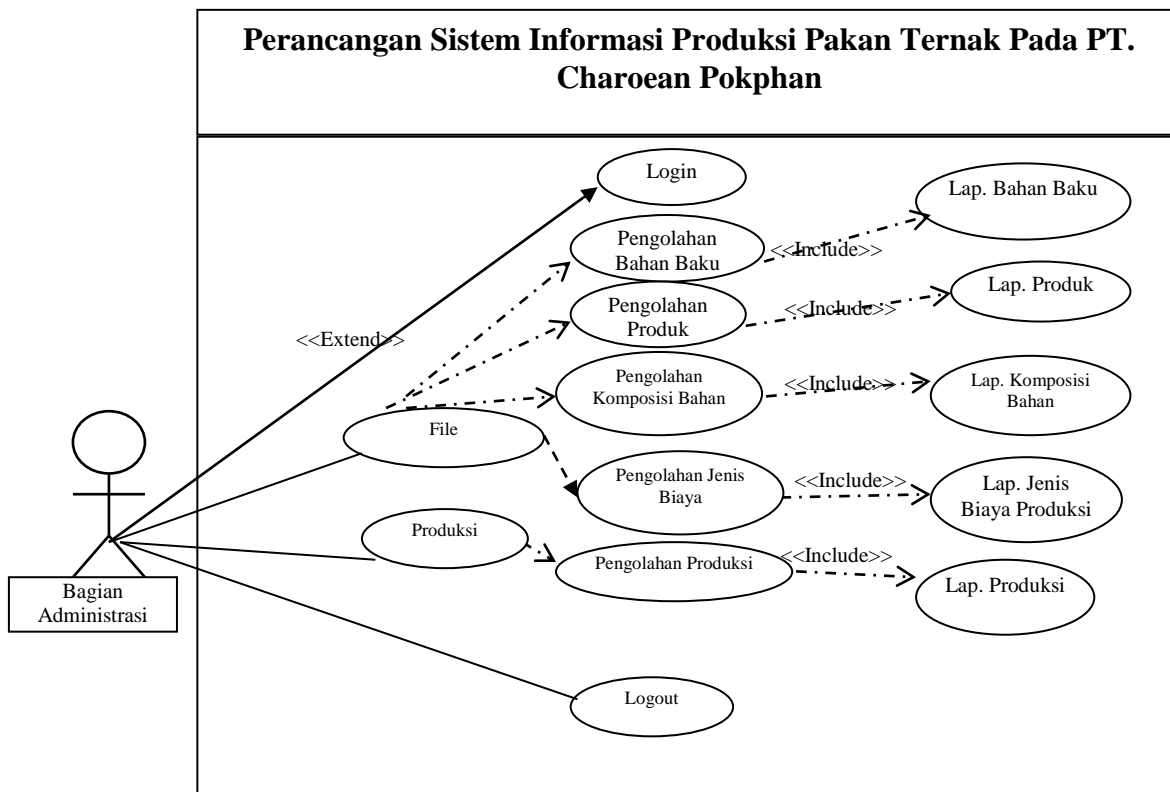 Perancangan Sistem Informasi Produksi Pakan Ternak Pada PT.
Charoean Pokphan
Login
Lap. Bahan Baku
Pengolahan
Bahan Baku
<<Include>>
Lap. Produk
Pengolahan
Produk
<<Include>>
<<Extend>>
Pengolahan
Komposisi Bahan
<<Include>>
Lap. Komposisi
Bahan
File
Pengolahan Jenis
Biaya
<<Include>>
Lap. Jenis
Biaya Produksi
Produksi
Pengolahan Produksi
<<Include>>
Lap. Produksi
Bagian
Administrasi
Logout